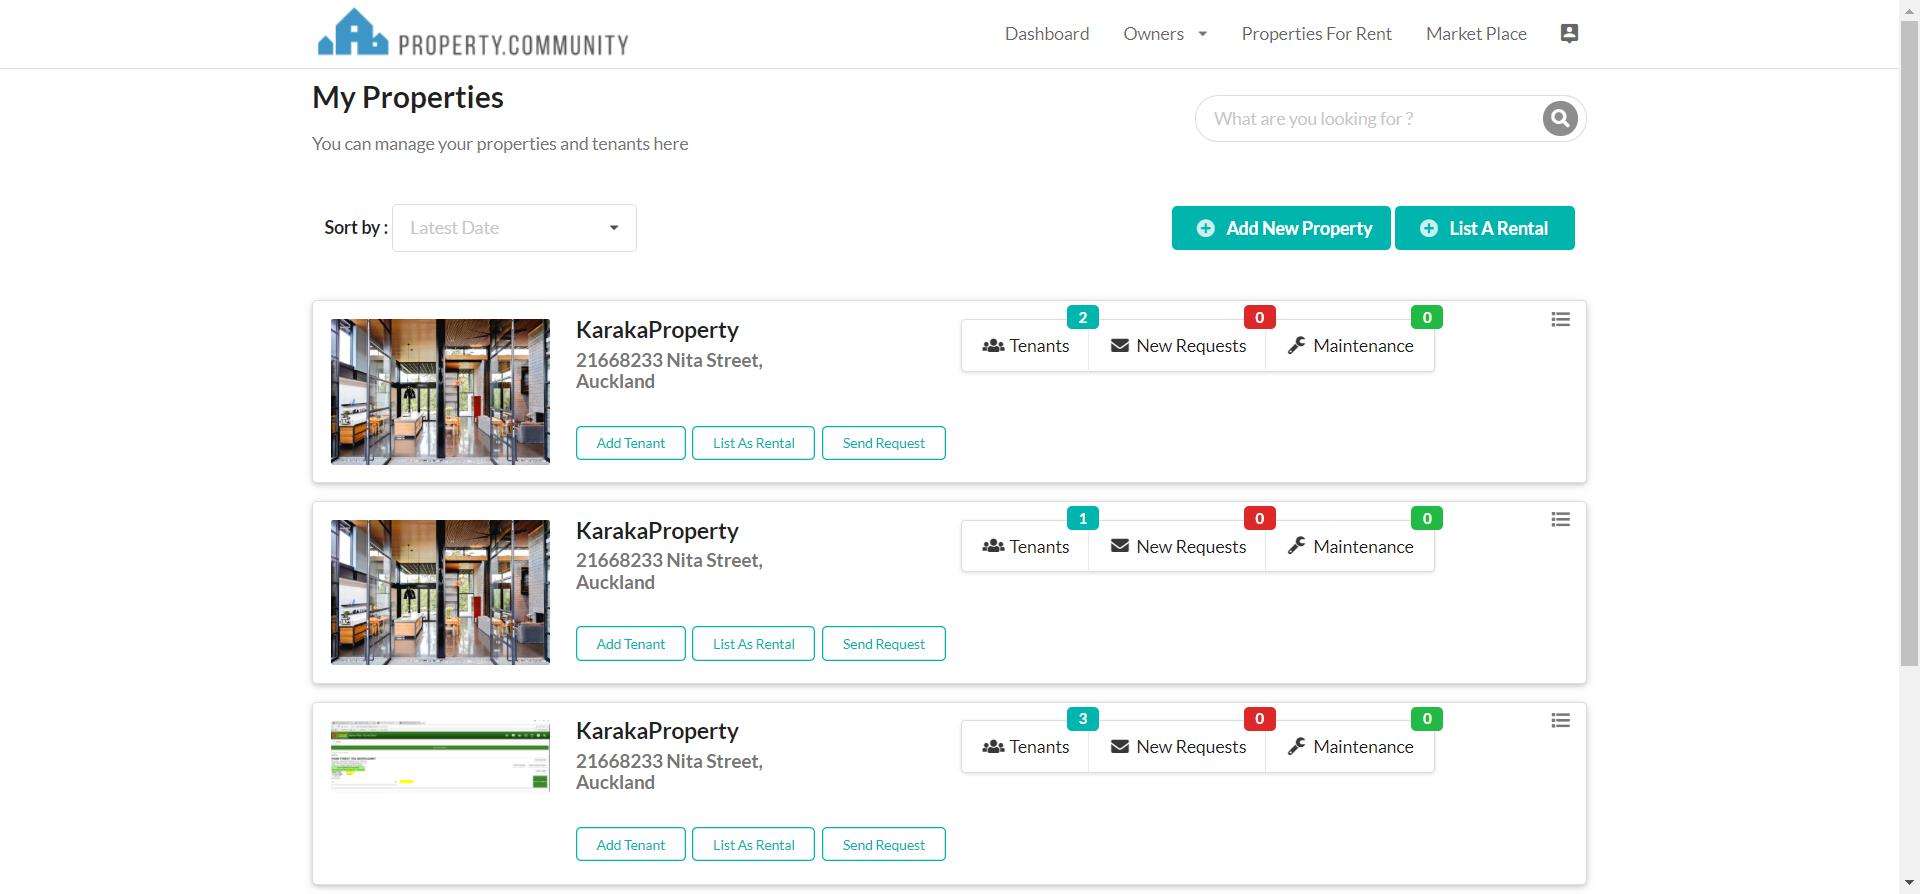 PROPERTY.COMMUNITY
Dashboard
Owners
Properties For Rent
Market Place
My Properties
What are you looking for ?
You can manage your properties and tenants here
Sort by :
Latest Date
Add New Property
List A Rental
KarakaProperty
21668233 Nita Street,
Auckland
2
Tenants
0
New Requests
0
Maintenance
Add Tenant
List As Rental
Send Request
KarakaProperty
21668233 Nita Street,
Auckland
1
Tenants
0
New Requests
0
Maintenance
Add Tenant
List As Rental
Send Request
KarakaProperty
21668233 Nita Street,
Auckland
3
Tenants
0
New Requests
0
Maintenance
Add Tenant
List As Rental
Send Request